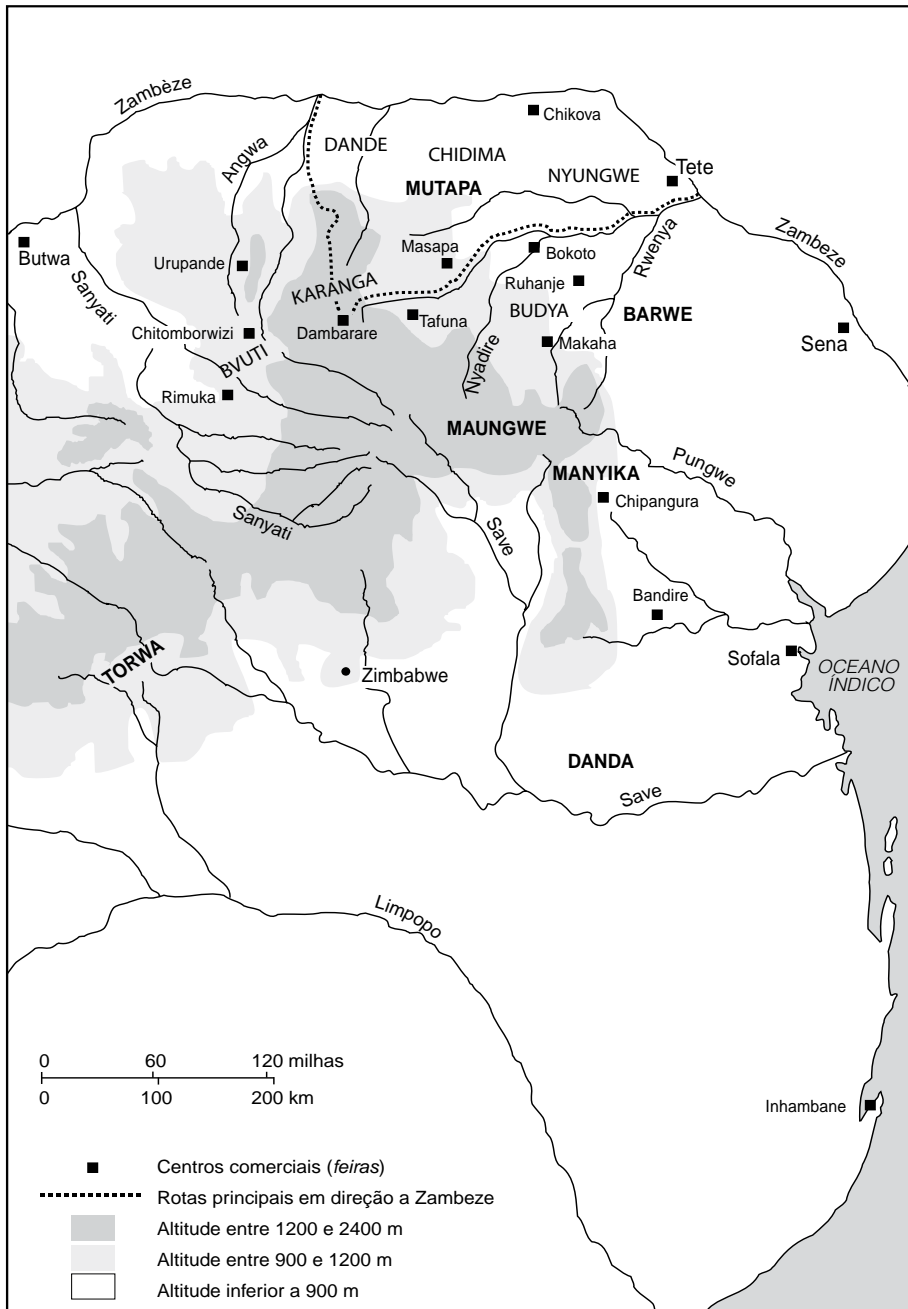 Zambèze
Chikova
Angwa
DANDE
CHIDIMA
Tete
NYUNGWE
MUTAPA
Zambeze
Butwa
Masapa
Bokoto
Rwenya
Urupande
Sanyati
Ruhanje
KARANGA
BUDYA
BARWE
Tafuna
Dambarare
Sena
Chitomborwizi
Makaha
BVUTI
Nyadire
Rimuka
MAUNGWE
Pungwe
MANYIKA
Chipangura
Sanyati
Save
Bandire
Sofala
OCEANO
ÍNDICO
TORWA
Zimbabwe
DANDA
Save
Limpopo
0 60 120 milhas
0 100 200 km
Inhambane
Centros comerciais (feiras)
Rotas principais em direção a Zambeze
Altitude entre 1200 e 2400 m
Altitude entre 900 e 1200 m
Altitude inferior a 900 m